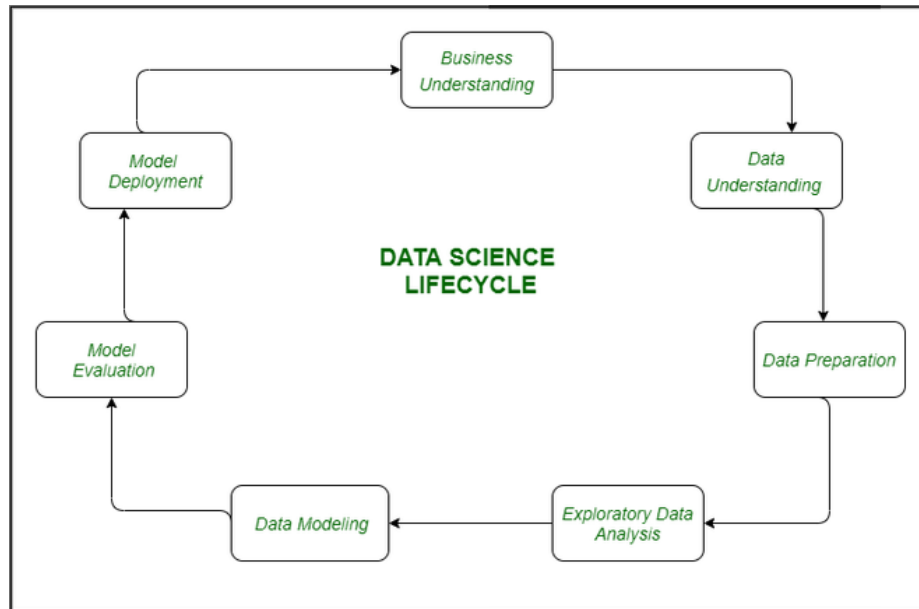 Business
Understanding
Data
Understanding
Data Preparation
Exploratory Data
Analysis
Data Modeling
Model
Evaluation
Model
Deployment
DATA SCIENCE
LIFECYCLE